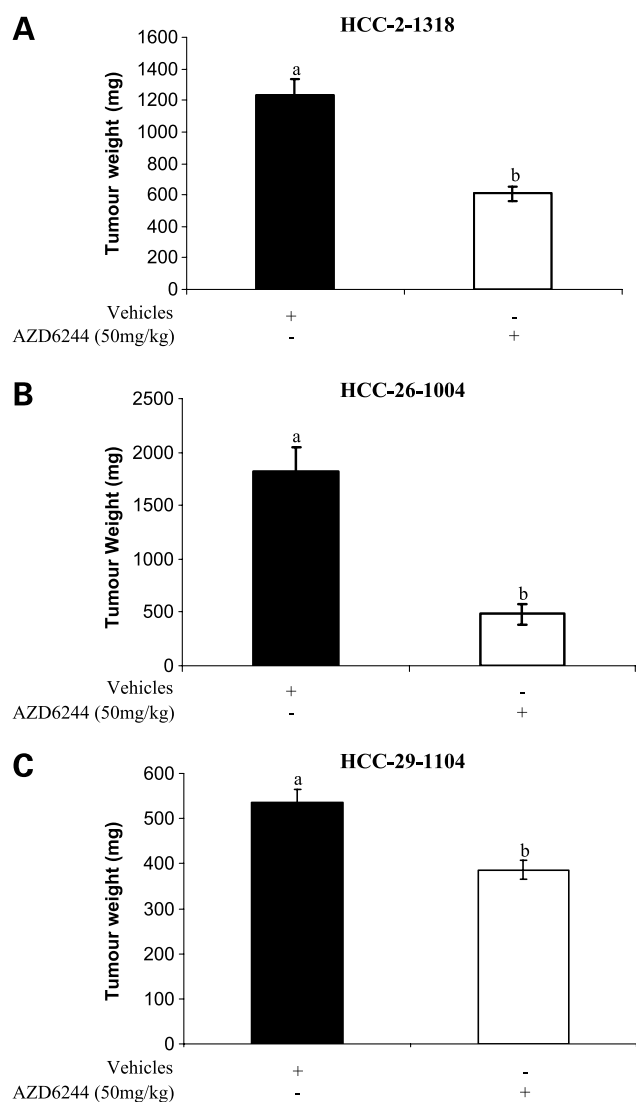 A
HCC-2-1318
Tumour weight (mg)
1600
1400
1200
1000
800
600
400
200
0
a
b
Vehicles + -
AZD6244 (50mg/kg) - +
B
HCC-26-1004
Tumour Weight (mg)
2500
2000
1500
1000
500
0
a
b
Vehicles + -
AZD6244 (50mg/kg) - +
C
HCC-29-1104
Tumour weight (mg)
600
500
400
300
200
100
0
a
b
Vehicles + -
AZD6244 (50mg/kg) - +